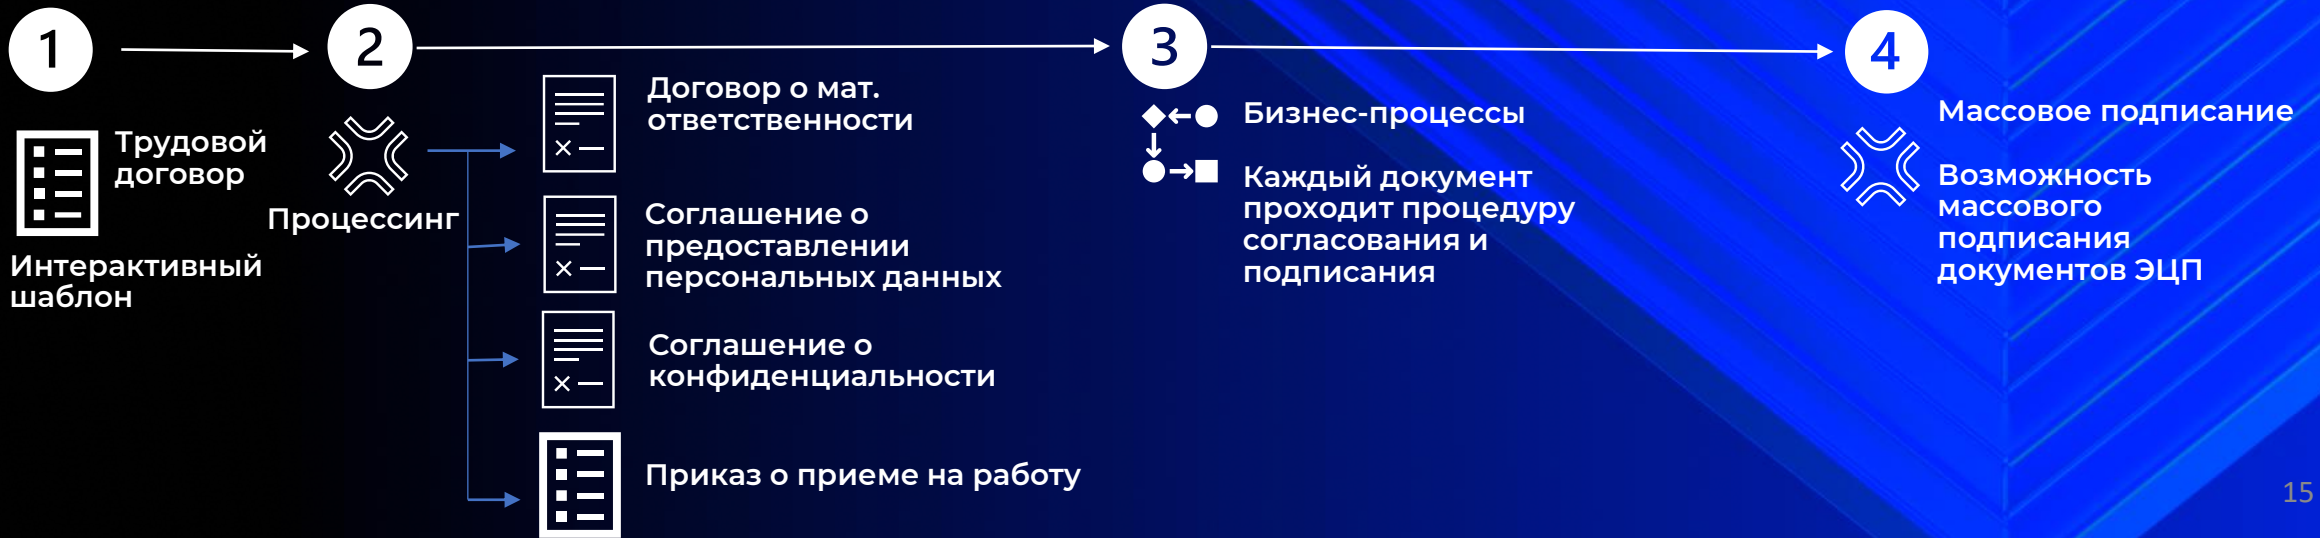 1
2
3
4
Трудовой
договор
Интерактивный
шаблон
Процессинг
Договор о мат.
ответственности
Соглашение о
предоставлении
персональных данных
Соглашение о
конфиденциальности
Приказ о приеме на работу
Бизнес-процессы
Каждый документ
проходит процедуру
согласования и
подписания
Массовое подписание
Возможность
массового
подписания
документов ЭЦП
15